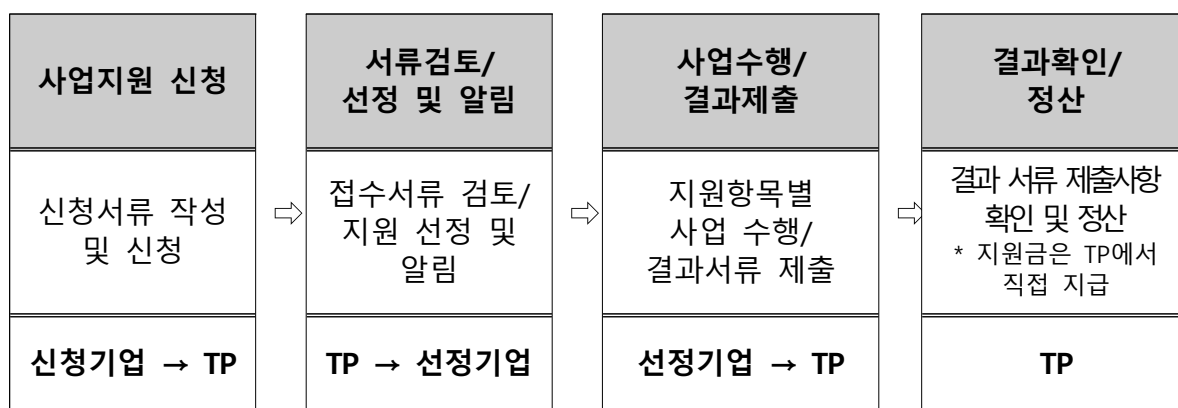 사업지원 신청
신청서류 작성
및 신청
신청기업 → TP
⇨
서류검토/
선정 및 알림
접수서류 검토/
지원 선정 및
알림
TP → 선정기업
⇨
사업수행/
결과제출
지원항목별
사업 수행/
결과서류 제출
선정기업 → TP
⇨
결과확인/
정산
결과 서류 제출사항
확인 및 정산
* 지원금은 TP에서
직접 지급
TP